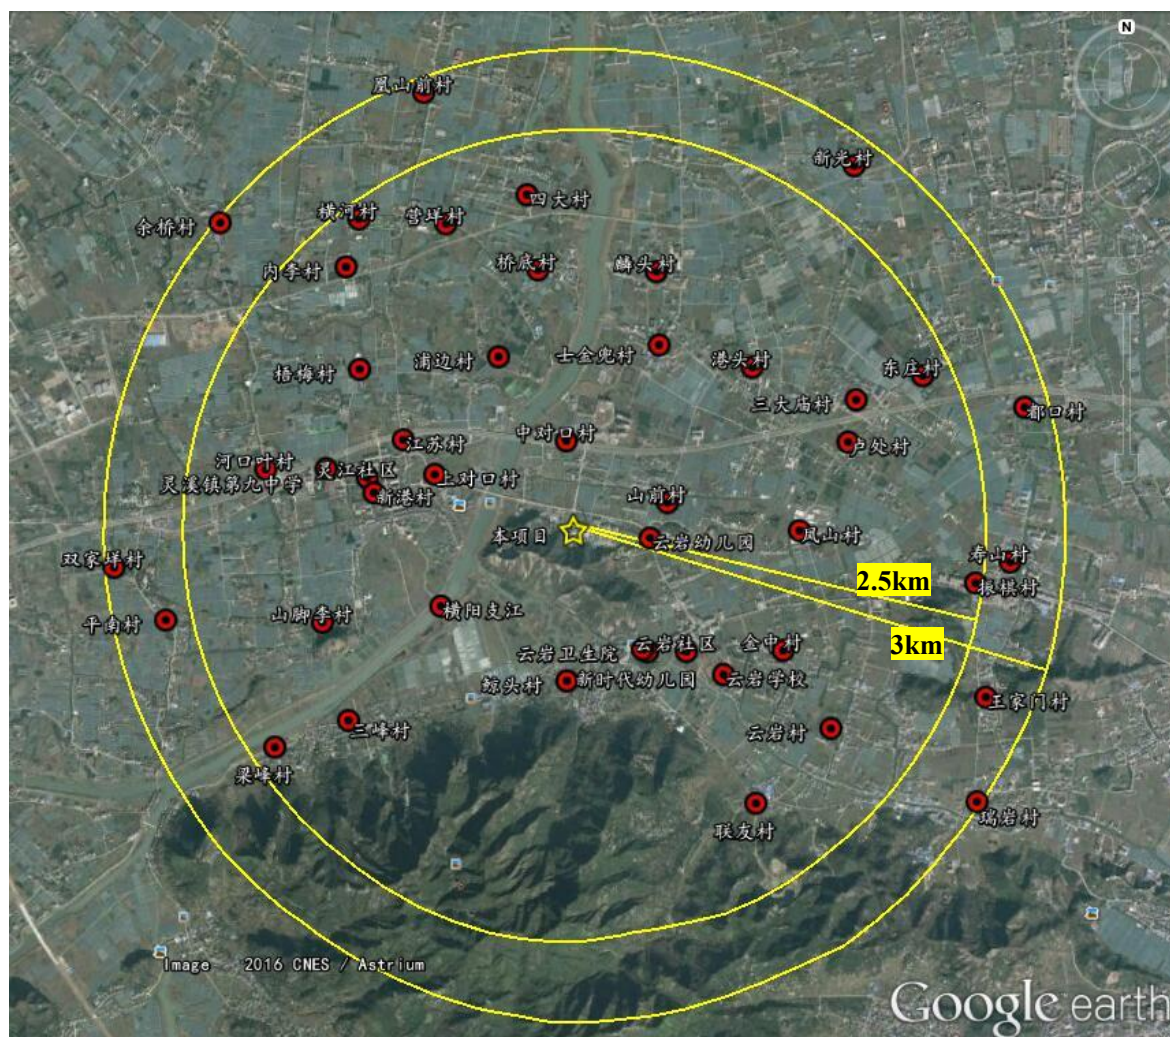 N
凰山前村
新光村
四大村
横河村
营垟村
余桥村
桥底村
麟头村
内李村
浦边村
士金兜村
港头村
梧梅村
东庄村
三大庙村
都口村
江苏村
中对口村
卢处村
河口叶村
灵江社区
灵溪镇第九中学
上对口村
新港村
山前村
本项目
云岩幼儿园
凤山村
双家垟村
寿山村
2.5km
振棋村
横阳支江
山脚李村
平南村
3km
云岩卫生院
云岩社区
金中村
鲸头村
新时代幼儿园
云岩学校
王家门村
三峰村
云岩村
梁峰村
联友村
瑞岩村
Image 2016 CNES / Astrium
Google earth